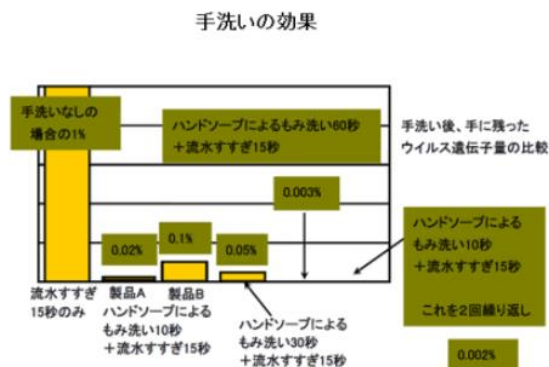 手洗いの効果
手洗いなしの
場合の1%
ハンドソープによるもみ洗い60秒
＋流水すすぎ15秒
手洗い後、手に残った
ウイルス遺伝子量の比較
0.003%
0.02%
0.1%
0.05%
ハンドソープによる
もみ洗い10秒
＋流水すすぎ15秒
これを2回繰り返し
0.002%
流水すすぎ
15秒のみ
製品A
製品B
ハンドソープによる
もみ洗い10秒
＋流水すすぎ15秒
ハンドソープによる
もみ洗い30秒
＋流水すすぎ15秒